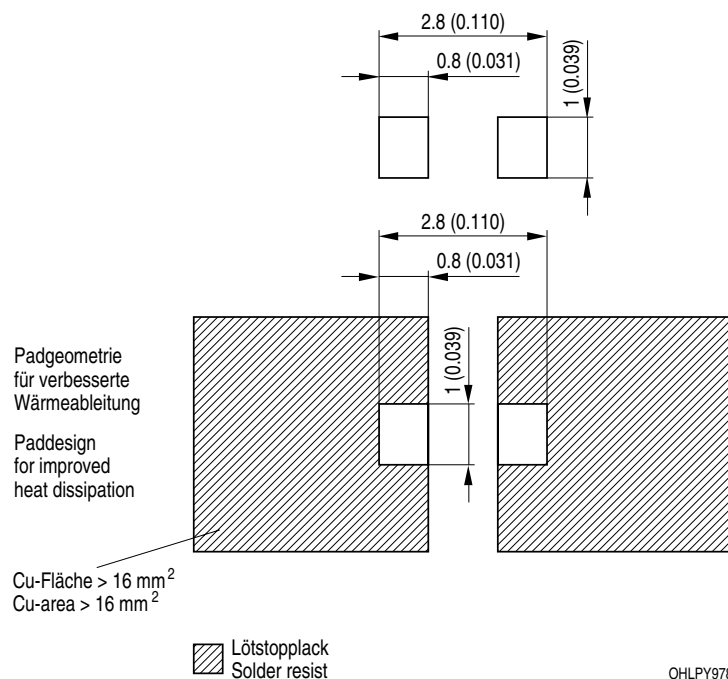 2.8 (0.110)
0.8 (0.031)
1 (0.039)
2.8 (0.110)
0.8 (0.031)
1 (0.039)
Padgeometrie
für verbesserte
Wärmeableitung
Paddesign
for improved
heat dissipation
Cu-Fläche > 16 mm²
Cu-area > 16 mm²
Lötstopplack
Solder resist
OHLPY978